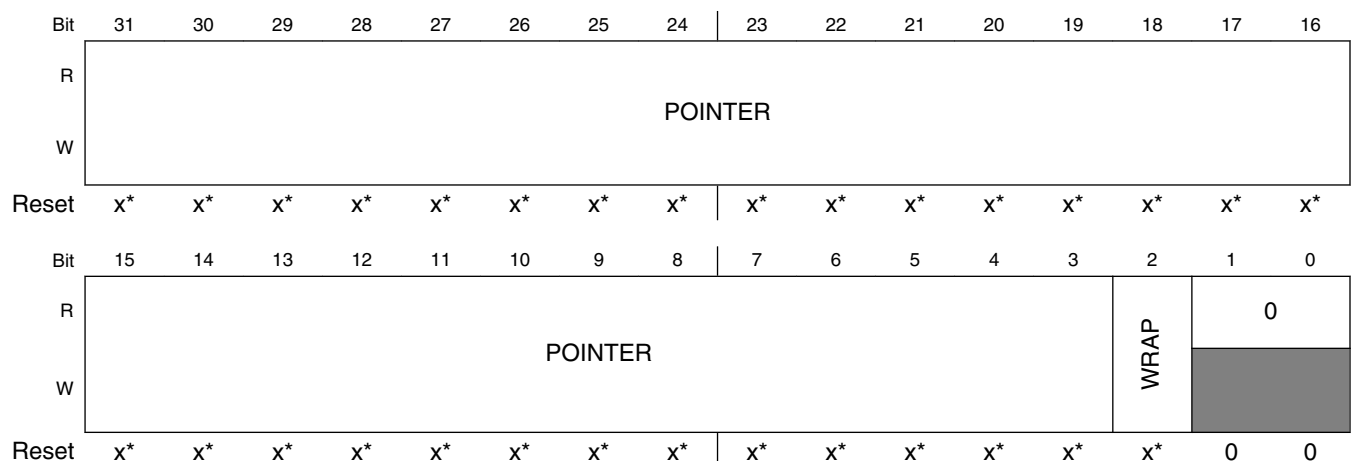 Bit 31 30 29 28 27 26 25 24 23 22 21 20 19 18 17 16
R
POINTER
W
Reset x* x* x* x* x* x* x* x* x* x* x* x* x* x* x* x*
Bit 15 14 13 12 11 10 9 8 7 6 5 4 3 2 1 0
R 0
POINTER WRAP
W
Reset x* x* x* x* x* x* x* x* x* x* x* x* x* x* 0 0